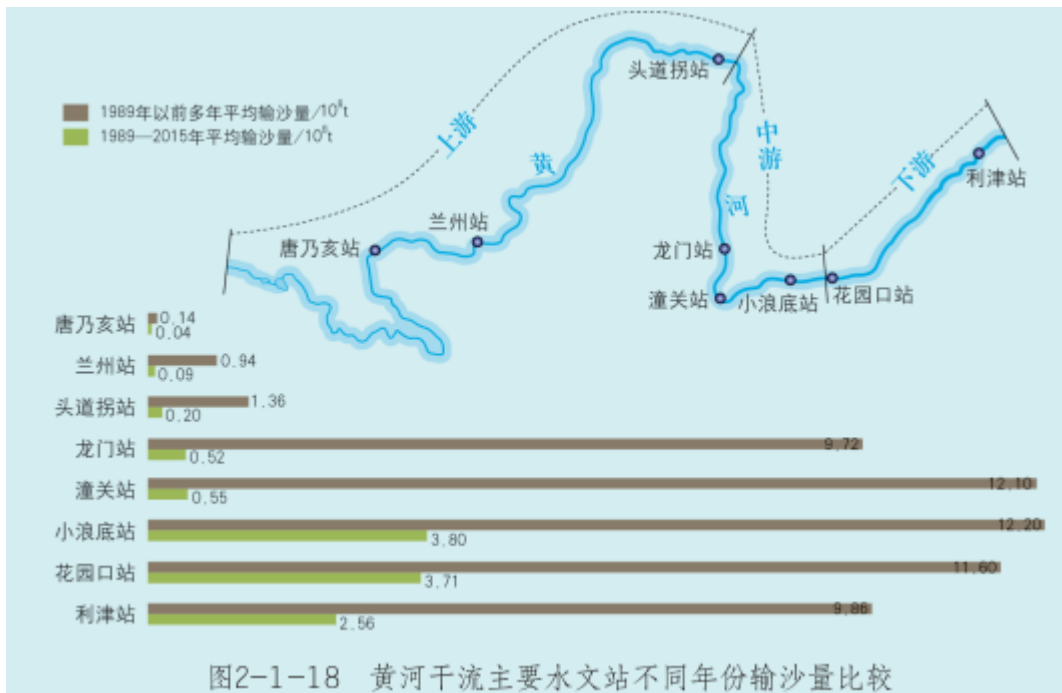 1989年以前多年平均输沙量/10⁸t
1989—2015年平均输沙量/10⁸t
上游
黄
河
中游
下游
头道拐站
利津站
兰州站
唐乃亥站
龙门站
潼关站
小浪底站
花园口站
唐乃亥站 0.14
0.04
兰州站 0.94
0.09
头道拐站 1.36
0.20
龙门站 9.72
0.52
潼关站 12.10
0.55
小浪底站 12.20
3.80
花园口站 11.60
3.71
利津站 9.86
2.56
图2-1-18 黄河干流主要水文站不同年份输沙量比较